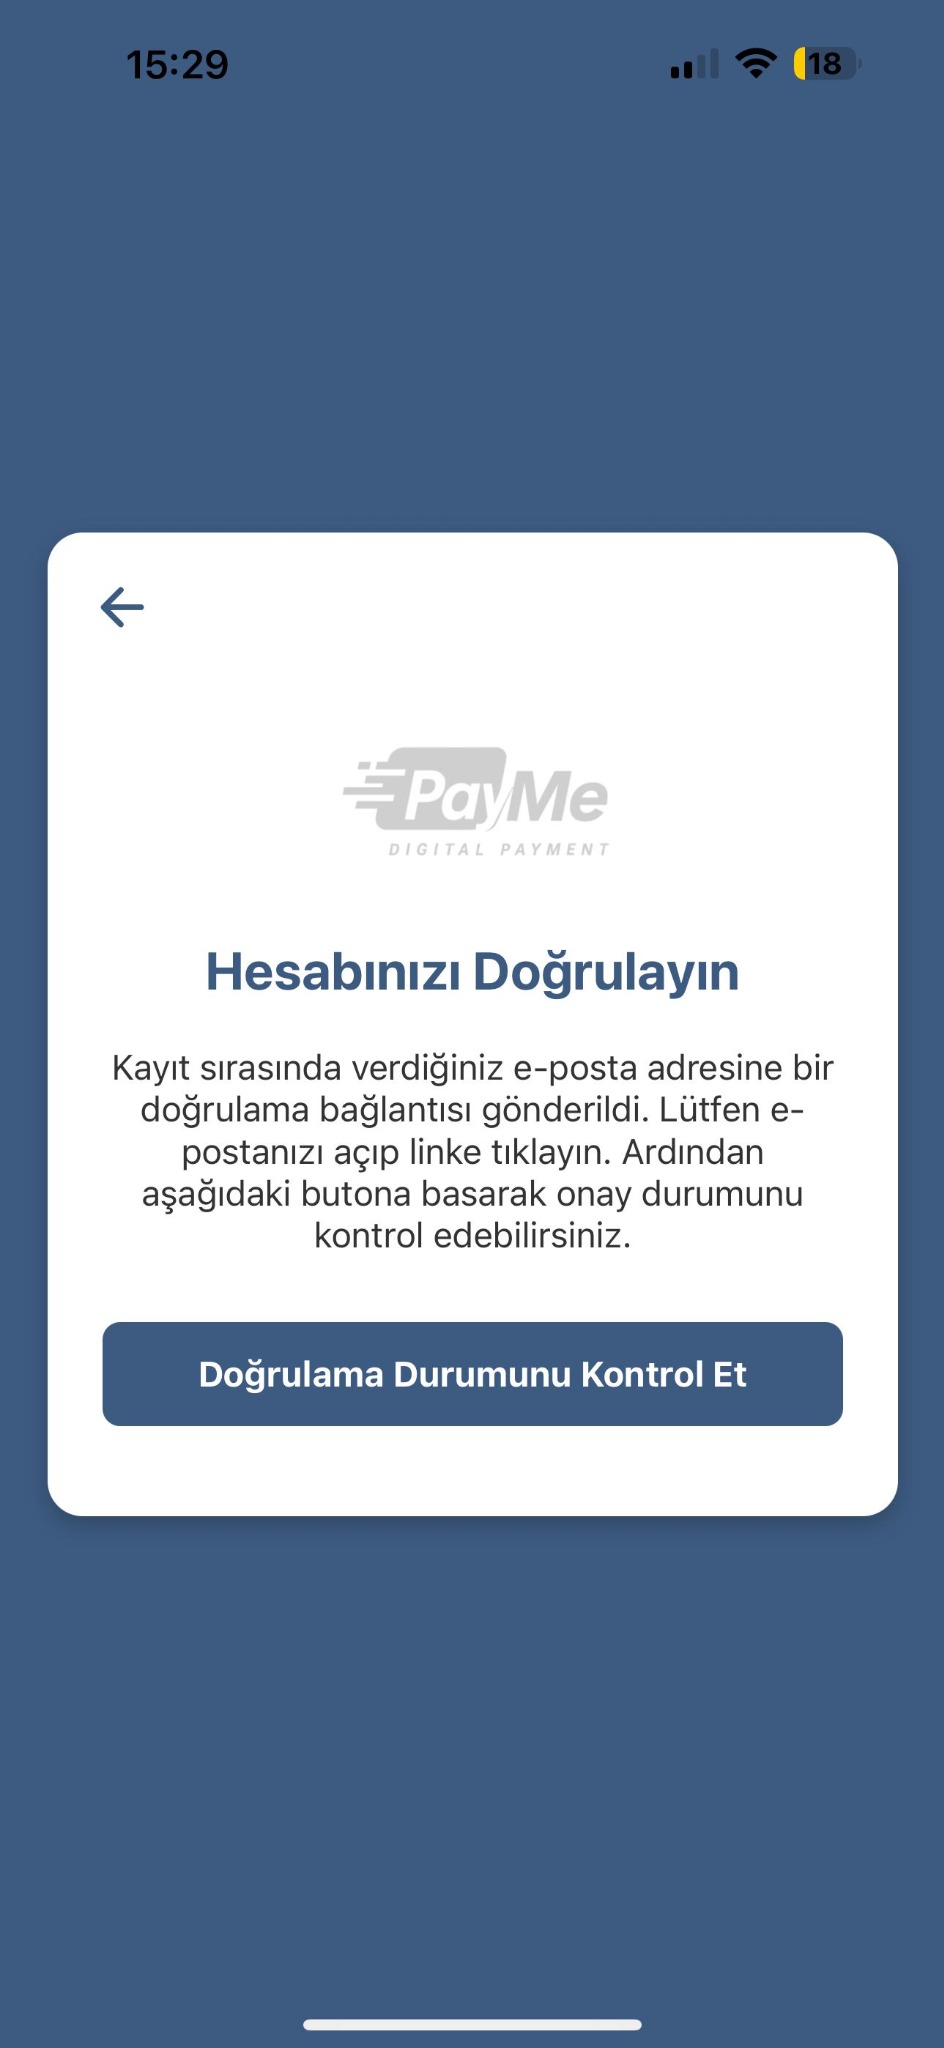 15:29
18
PayMe
DIGITAL PAYMENT
Hesabınızı Doğrulayın
Kayıt sırasında verdiğiniz e-posta adresine bir
doğrulama bağlantısı gönderildi. Lütfen e-
postanızı açıp linke tıklayın. Ardından
aşağıdaki butona basarak onay durumunu
kontrol edebilirsiniz.
Doğrulama Durumunu Kontrol Et